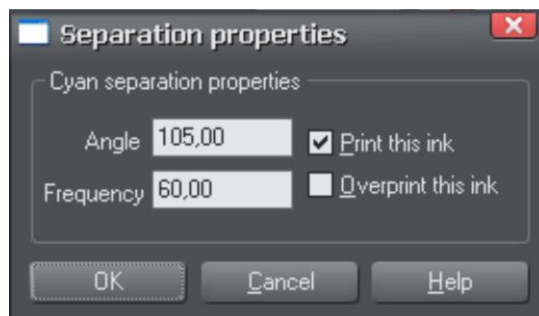 Separation properties
Cyan separation properties
Angle 105,00 Print this ink
Frequency 60,00 Overprint this ink
OK Cancel Help